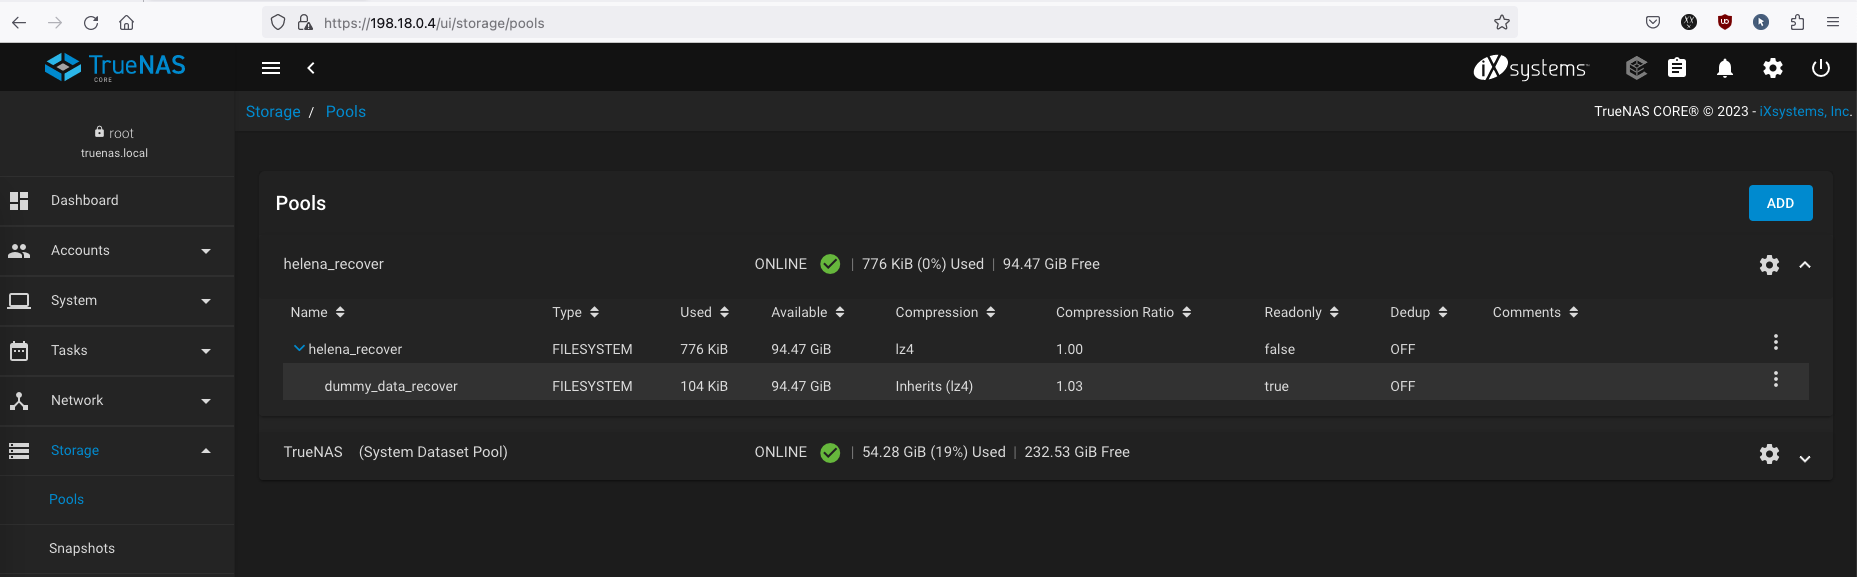 https://198.18.0.4/ui/storage/pools
TrueNAS
CORE
iXsystems™
Storage / Pools
TrueNAS CORE® © 2023 - iXsystems, Inc.
root
truenas.local
Dashboard
Accounts
System
Tasks
Network
Storage
Pools
Snapshots
Pools
ADD
helena_recover ONLINE | 776 KiB (0%) Used | 94.47 GiB Free
Name Type Used Available Compression Compression Ratio Readonly Dedup Comments
helena_recover FILESYSTEM 776 KiB 94.47 GiB lz4 1.00 false OFF
dummy_data_recover FILESYSTEM 104 KiB 94.47 GiB Inherits (lz4) 1.03 true OFF
TrueNAS (System Dataset Pool) ONLINE | 54.28 GiB (19%) Used | 232.53 GiB Free